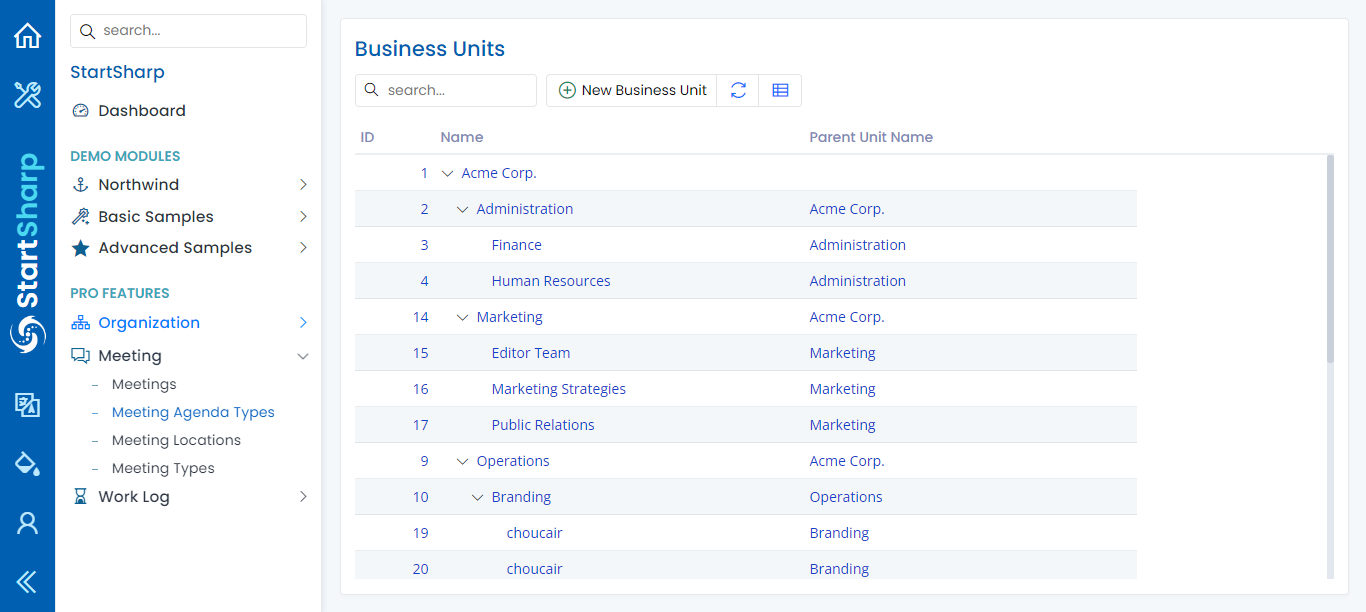 StartSharp
search...
StartSharp
Dashboard
DEMO MODULES
Northwind
Basic Samples
Advanced Samples
PRO FEATURES
Organization
Meeting
– Meetings
– Meeting Agenda Types
– Meeting Locations
– Meeting Types
Work Log
Business Units
search... New Business Unit
ID Name Parent Unit Name
1 Acme Corp.
2 Administration Acme Corp.
3 Finance Administration
4 Human Resources Administration
14 Marketing Acme Corp.
15 Editor Team Marketing
16 Marketing Strategies Marketing
17 Public Relations Marketing
9 Operations Acme Corp.
10 Branding Operations
19 choucair Branding
20 choucair Branding